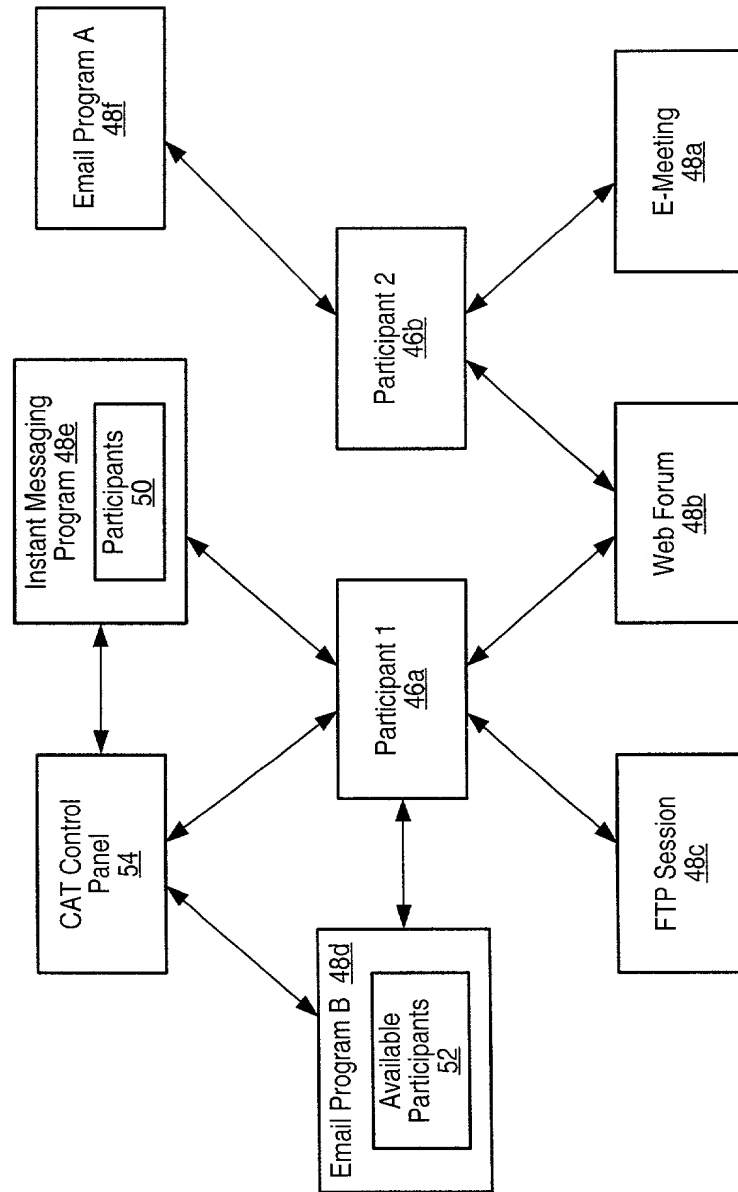 CAT Control
Panel
54
Instant Messaging
Program 48e
Participants
50
Email Program A
48f
Email Program B 48d
Available
Participants
52
Participant 1
46a
Participant 2
46b
FTP Session
48c
Web Forum
48b
E-Meeting
48a